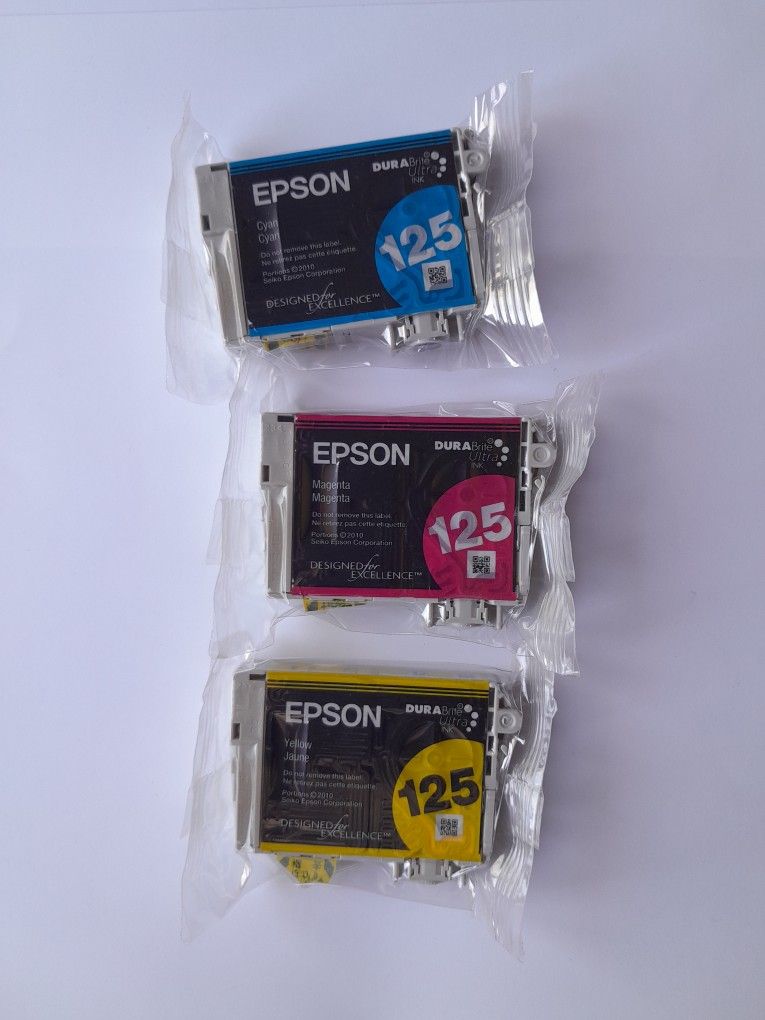 EPSON
DURABrite®
Ultra
INK
Cyan
Cyan
125
Do not remove this label.
Ne retirez pas cette étiquette.
Portions ©2010
Seiko Epson Corporation
DESIGNED for
EXCELLENCE™
EPSON
DURABrite®
Ultra
INK
Magenta
Magenta
125
Do not remove this label.
Ne retirez pas cette étiquette.
Portions ©2010
Seiko Epson Corporation
DESIGNED for
EXCELLENCE™
EPSON
DURABrite®
Ultra
INK
Yellow
Jaune
125
Do not remove this label.
Ne retirez pas cette étiquette.
Portions ©2010
Seiko Epson Corporation
DESIGNED for
EXCELLENCE™